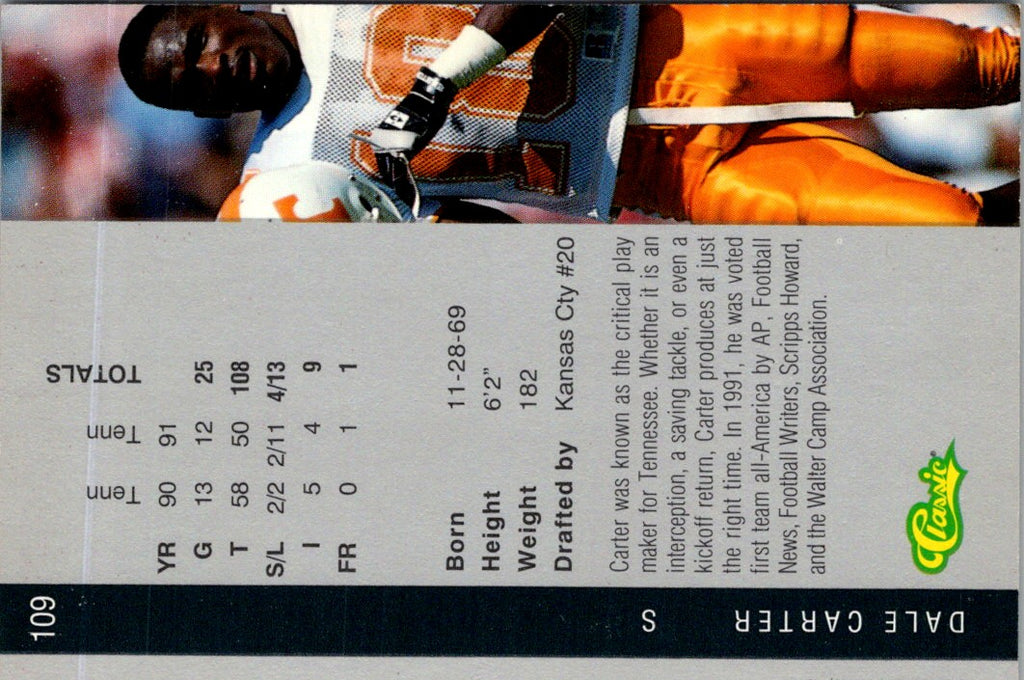 109
DALE CARTER S
Tenn Tenn TOTALS
YR 90 91
G 13 12 25
T 58 50 108
S/L 2/2 2/11 4/13
I 5 4 9
FR 0 1 1
Born 11-28-69
Height 6'2"
Weight 182
Drafted by Kansas Cty #20
Carter was known as the critical play
maker for Tennessee. Whether it is an
interception, a saving tackle, or even a
kickoff return, Carter produces at just
the right time. In 1991, he was voted
first team all-America by AP, Football
News, Football Writers, Scripps Howard,
and the Walter Camp Association.
Classic®